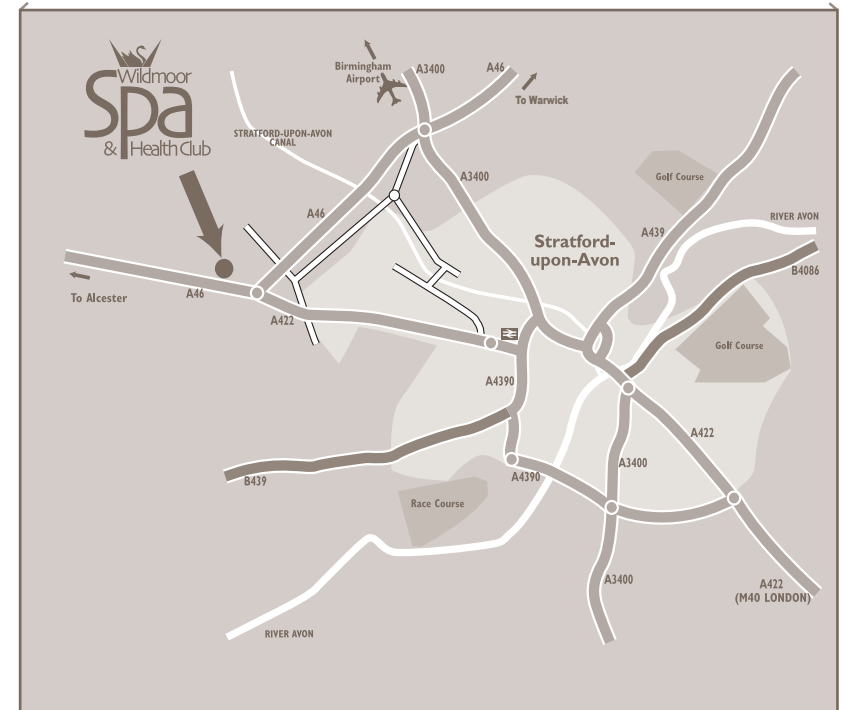 Wildmoor
Spa
& Health Club
Birmingham
Airport
A3400
A46
To Warwick
STRATFORD-UPON-AVON
CANAL
A3400
Golf Course
A46
A439
RIVER AVON
Stratford-
upon-Avon
B4086
To Alcester
A46
A422
Golf Course
A4390
A422
B439
A4390
A3400
Race Course
A3400
A422
(M40 LONDON)
RIVER AVON